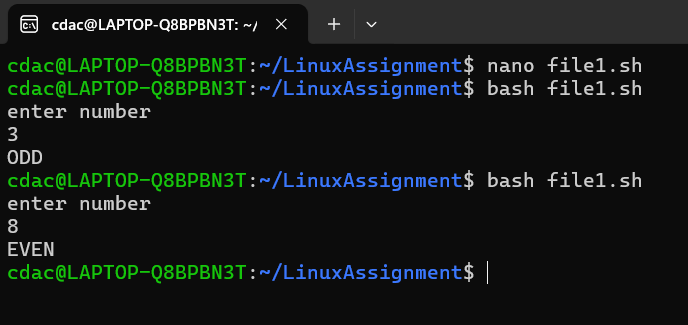 cdac@LAPTOP-Q8BPBN3T: ~/
cdac@LAPTOP-Q8BPBN3T:~/LinuxAssignment$ nano file1.sh
cdac@LAPTOP-Q8BPBN3T:~/LinuxAssignment$ bash file1.sh
enter number
3
ODD
cdac@LAPTOP-Q8BPBN3T:~/LinuxAssignment$ bash file1.sh
enter number
8
EVEN
cdac@LAPTOP-Q8BPBN3T:~/LinuxAssignment$